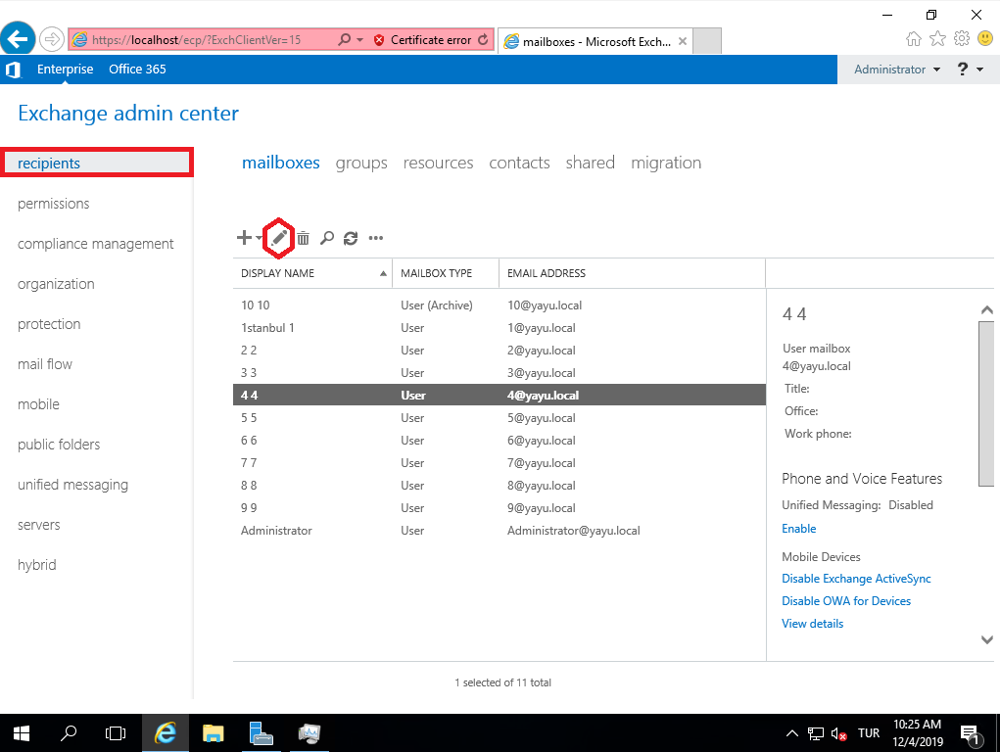 https://localhost/ecp/?ExchClientVer=15
Certificate error
mailboxes - Microsoft Exch...
Enterprise
Office 365
Administrator
?
Exchange admin center
recipients
permissions
compliance management
organization
protection
mail flow
mobile
public folders
unified messaging
servers
hybrid
mailboxes groups resources contacts shared migration
DISPLAY NAME MAILBOX TYPE EMAIL ADDRESS
10 10 User (Archive) 10@yayu.local
1stanbul 1 User 1@yayu.local
2 2 User 2@yayu.local
3 3 User 3@yayu.local
4 4 User 4@yayu.local
5 5 User 5@yayu.local
6 6 User 6@yayu.local
7 7 User 7@yayu.local
8 8 User 8@yayu.local
9 9 User 9@yayu.local
Administrator User Administrator@yayu.local
1 selected of 11 total
4 4
User mailbox
4@yayu.local
Title:
Office:
Work phone:
Phone and Voice Features
Unified Messaging: Disabled
Enable
Mobile Devices
Disable Exchange ActiveSync
Disable OWA for Devices
View details
TUR
10:25 AM
12/4/2019
1